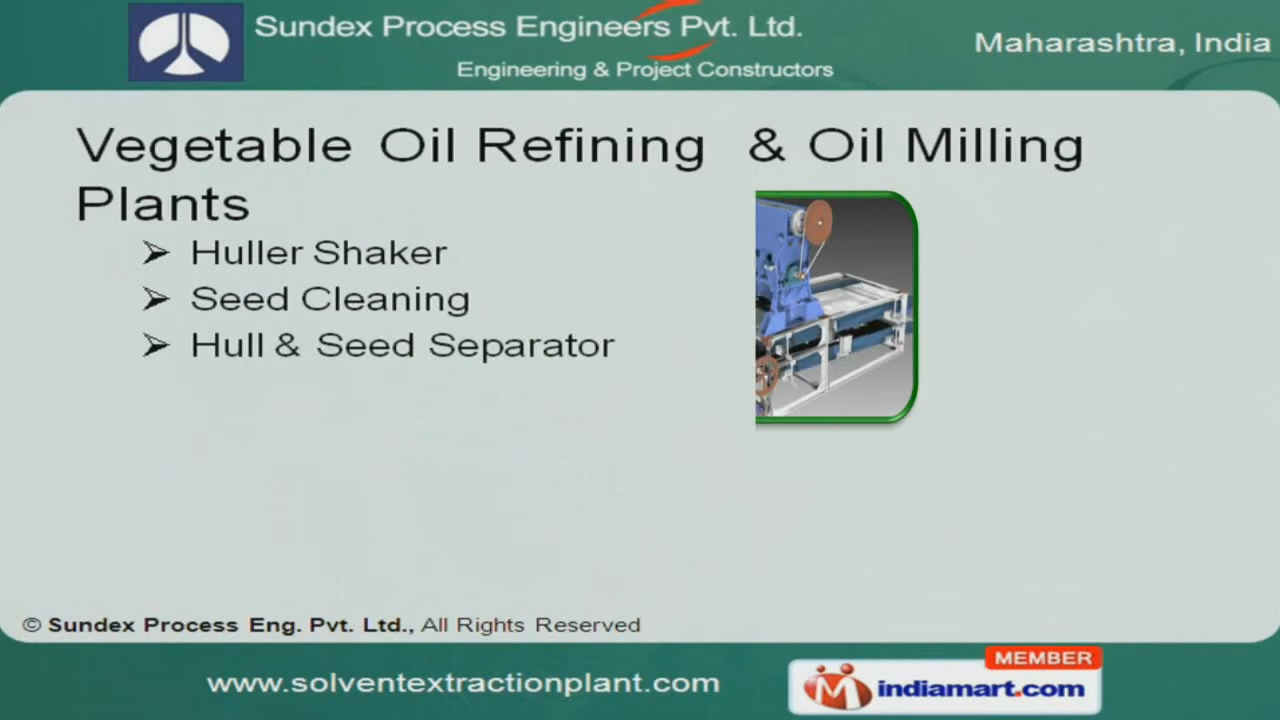 Sundex Process Engineers Pvt. Ltd.
Engineering & Project Constructors
Maharashtra, India
Vegetable Oil Refining & Oil Milling
Plants
➢ Huller Shaker
➢ Seed Cleaning
➢ Hull & Seed Separator
© Sundex Process Eng. Pvt. Ltd., All Rights Reserved
www.solventextractionplant.com
MEMBER
indiamart.com